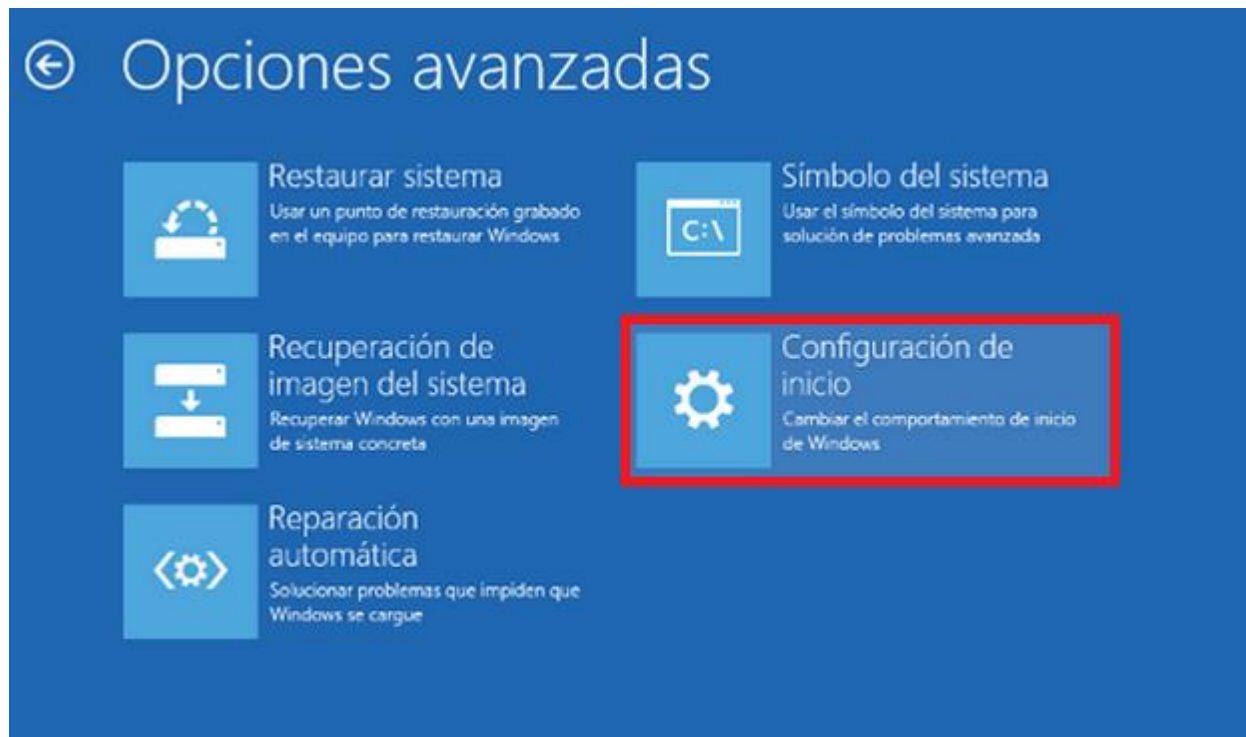 Opciones avanzadas
Restaurar sistema
Usar un punto de restauración grabado
en el equipo para restaurar Windows
Símbolo del sistema
Usar el símbolo del sistema para
solución de problemas avanzada
C:\
Recuperación de
imagen del sistema
Recuperar Windows con una imagen
de sistema concreta
Configuración de
inicio
Cambiar el comportamiento de inicio
de Windows
Reparación
automática
Solucionar problemas que impiden que
Windows se cargue